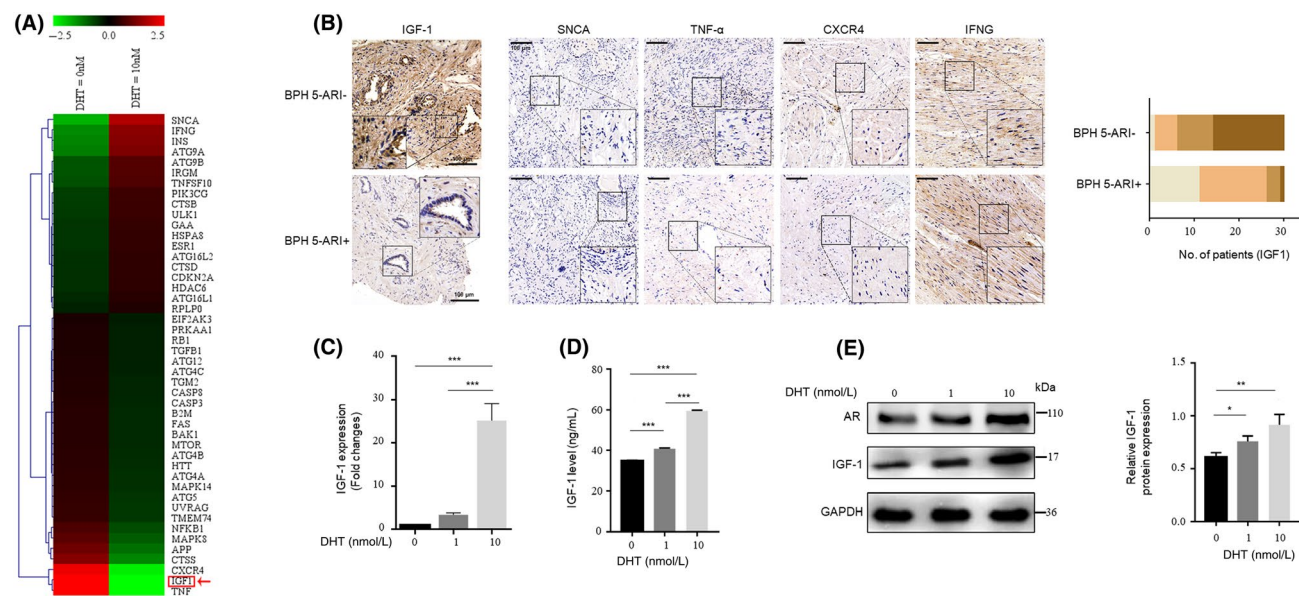 (A)
−2.5
0.0
2.5
DHT = 0nM
DHT = 10nM
SNCA
IFNG
INS
ATG9A
ATG9B
IRGM
TNFSF10
PIK3CG
CTSB
ULK1
GAA
HSPA8
ESR1
ATG16L2
CTSD
CDKN2A
HDAC6
ATG16L1
RPLP0
EIF2AK3
PRKAA1
RB1
TGFB1
ATG12
ATG4C
TGM2
CASP8
CASP3
B2M
FAS
BAK1
MTOR
ATG4B
HTT
ATG4A
MAPK14
ATG5
UVRAG
TMEM74
NFKB1
MAPK8
APP
CTSS
CXCR4
IGF1
TNF
(B)
IGF-1
SNCA
TNF-α
CXCR4
IFNG
BPH 5-ARI-
BPH 5-ARI+
100 μm
100 μm
100 μm
BPH 5-ARI-
BPH 5-ARI+
0
10
20
30
No. of patients (IGF1)
(C)
IGF-1 expression
(Fold changes)
40
30
20
10
0
***
***
DHT (nmol/L)
0
1
10
(D)
IGF-1 level (ng/mL)
80
60
40
20
0
***
***
***
0
1
10
DHT (nmol/L)
(E)
DHT (nmol/L)
0
1
10
kDa
AR
110
IGF-1
17
GAPDH
36
Relative IGF-1
protein expression
1.5
1.0
0.5
0.0
**
*
0
1
10
DHT (nmol/L)